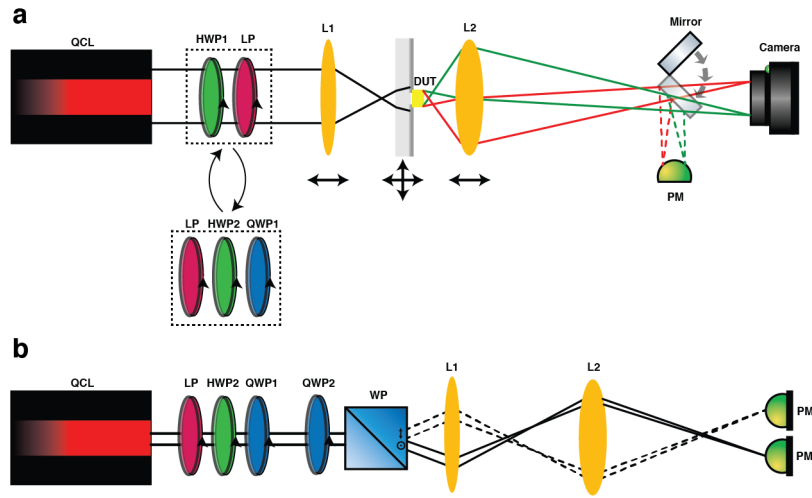 a
Mirror
QCL
HWP1
LP
L1
L2
Camera
DUT
PM
LP
HWP2
QWP1
b
QCL
LP
HWP2
QWP1
QWP2
WP
L1
L2
PM
PM